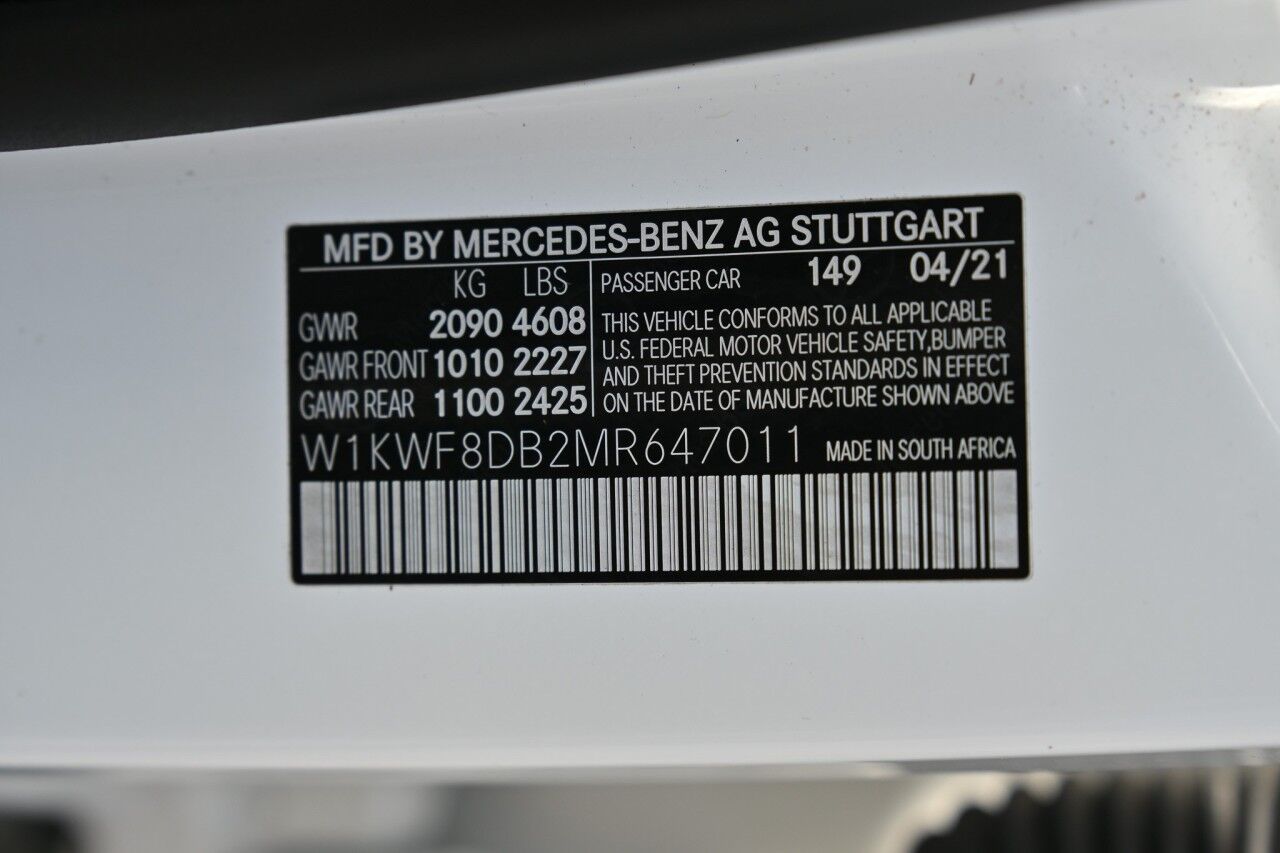 MFD BY MERCEDES-BENZ AG STUTTGART
KG LBS
GVWR 2090 4608
GAWR FRONT 1010 2227
GAWR REAR 1100 2425
PASSENGER CAR 149 04/21
THIS VEHICLE CONFORMS TO ALL APPLICABLE
U.S. FEDERAL MOTOR VEHICLE SAFETY,BUMPER
AND THEFT PREVENTION STANDARDS IN EFFECT
ON THE DATE OF MANUFACTURE SHOWN ABOVE
W1KWF8DB2MR647011 MADE IN SOUTH AFRICA